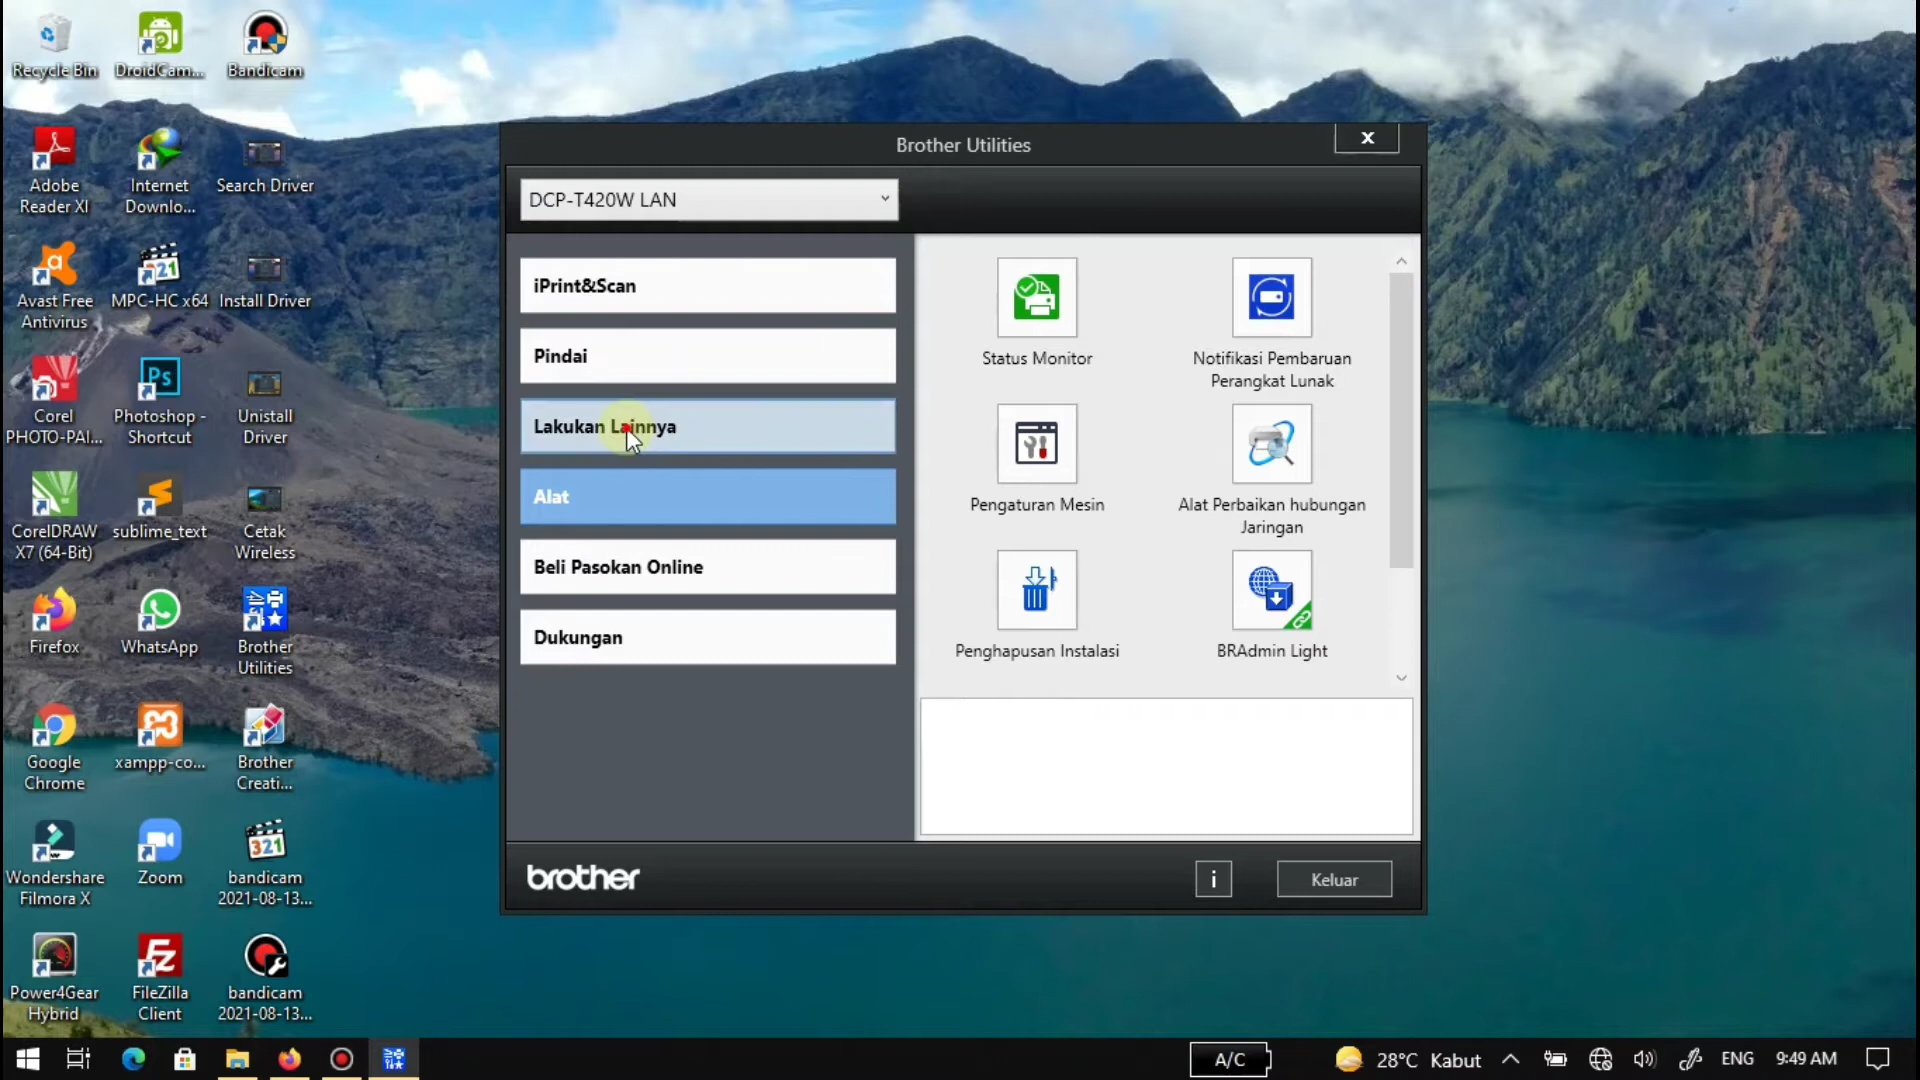 Recycle Bin
DroidCam...
Bandicam
Adobe
Reader XI
Internet
Downlo...
Search Driver
Avast Free
Antivirus
MPC-HC x64
Install Driver
Corel
PHOTO-PAI...
Photoshop -
Shortcut
Unistall
Driver
CorelDRAW
X7 (64-Bit)
sublime_text
Cetak
Wireless
Firefox
WhatsApp
Brother
Utilities
Google
Chrome
xampp-co...
Brother
Creati...
Wondershare
Filmora X
Zoom
bandicam
2021-08-13...
Power4Gear
Hybrid
FileZilla
Client
bandicam
2021-08-13...
Brother Utilities
x
DCP-T420W LAN
iPrint&Scan
Pindai
Lakukan Lainnya
Alat
Beli Pasokan Online
Dukungan
Status Monitor
Notifikasi Pembaruan
Perangkat Lunak
Pengaturan Mesin
Alat Perbaikan hubungan
Jaringan
Penghapusan Instalasi
BRAdmin Light
brother
i
Keluar
A/C
28°C Kabut
ENG
9:49 AM